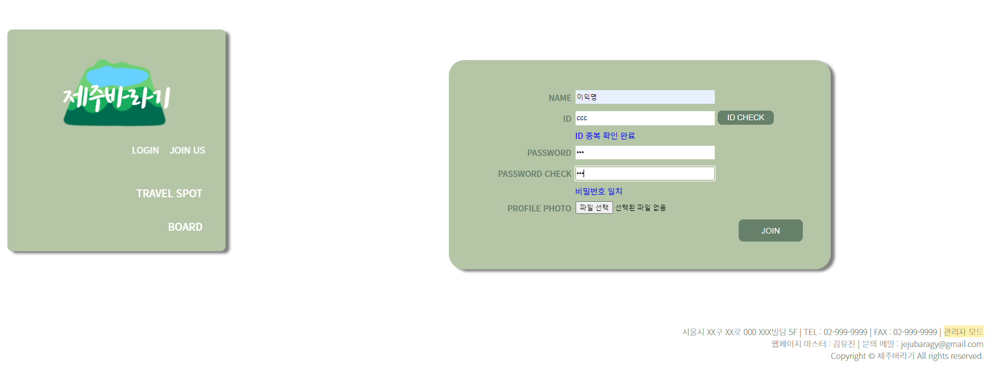 제주바라기
LOGIN JOIN US
TRAVEL SPOT
BOARD
NAME 이익명
ID ccc ID CHECK
ID 중복 확인 완료
PASSWORD •••
PASSWORD CHECK •••
비밀번호 일치
PROFILE PHOTO 파일 선택 선택된 파일 없음
JOIN
서울시 XX구 XX로 000 XXX빌딩 5F | TEL : 02-999-9999 | FAX : 02-999-9999 | 관리자 모드
웹페이지 마스터 : 김유진 | 문의 메일 : jejubaragy@gmail.com
Copyright © 제주바라기 All rights reserved.